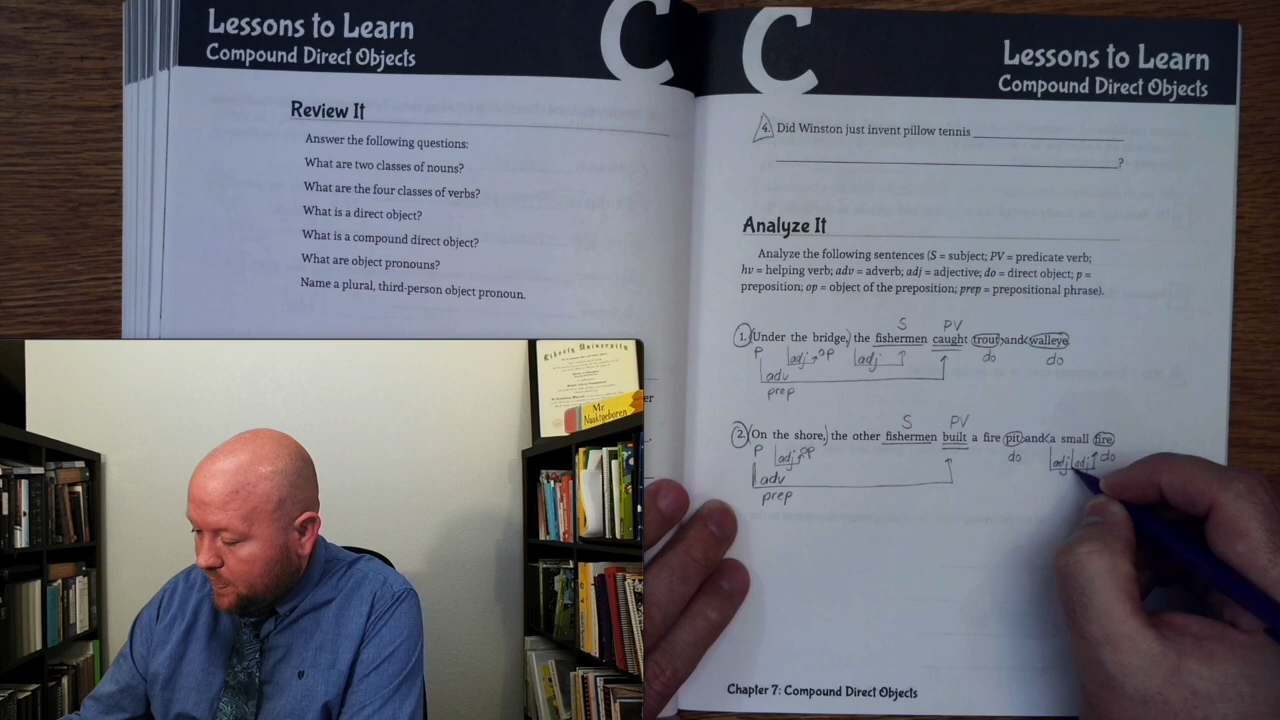 Lessons to Learn
Compound Direct Objects
C
Review It
Answer the following questions:
What are two classes of nouns?
What are the four classes of verbs?
What is a direct object?
What is a compound direct object?
What are object pronouns?
Name a plural, third-person object pronoun.
C
Lessons to Learn
Compound Direct Objects
4. Did Winston just invent pillow tennis
?
Analyze It
Analyze the following sentences (S = subject; PV = predicate verb;
hv = helping verb; adv = adverb; adj = adjective; do = direct object; p =
preposition; op = object of the preposition; prep = prepositional phrase).
S PV
1. (Under the bridge,) the fishermen caught trout and walleye.
P adj op adj do do
adv
prep
S PV
2. (On the shore,) the other fishermen built a fire pit and a small fire
P adj op do adj adj do
adv
prep
Chapter 7: Compound Direct Objects
Liberty University
Mr.
Naaktgeboren
er